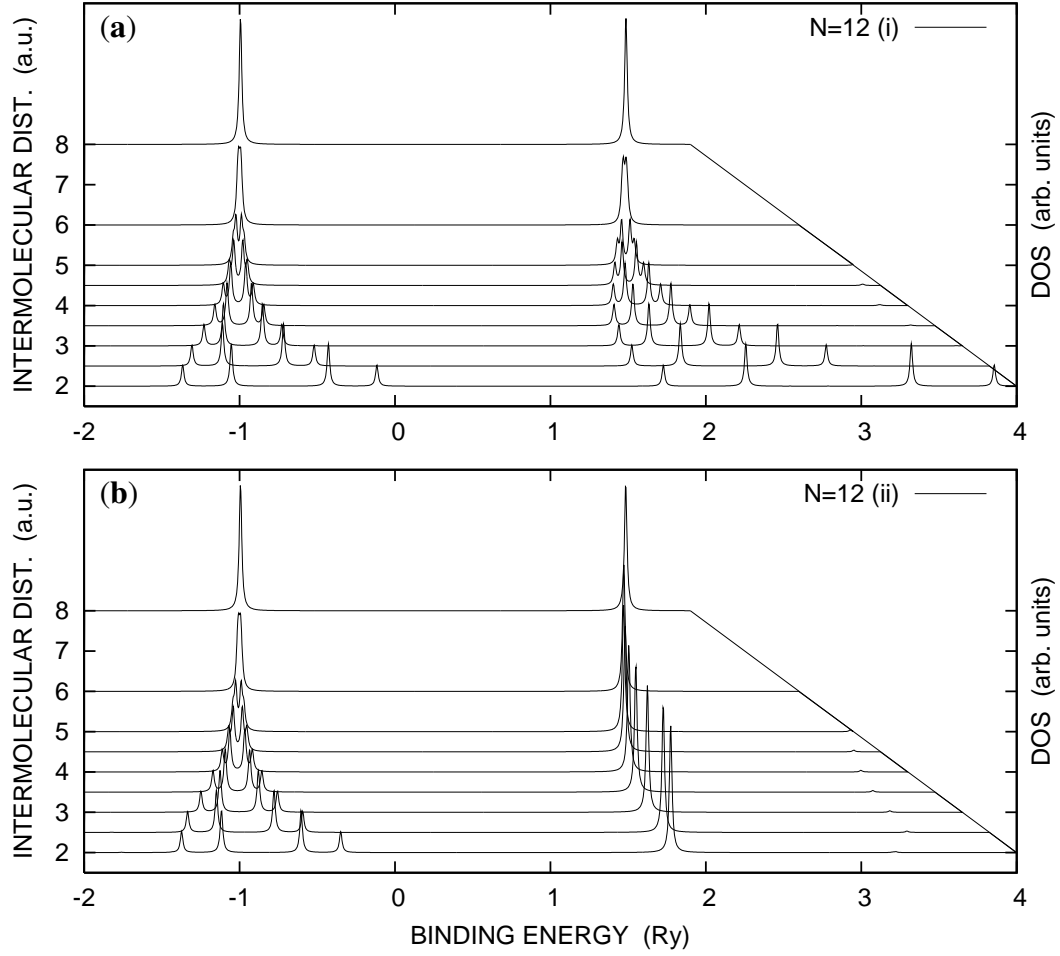 (a)
N=12 (i)
INTERMOLECULAR DIST. (a.u.)
8
7
6
5
4
3
2
DOS (arb. units)
-2 -1 0 1 2 3 4
(b)
N=12 (ii)
INTERMOLECULAR DIST. (a.u.)
8
7
6
5
4
3
2
DOS (arb. units)
-2 -1 0 1 2 3 4
BINDING ENERGY (Ry)